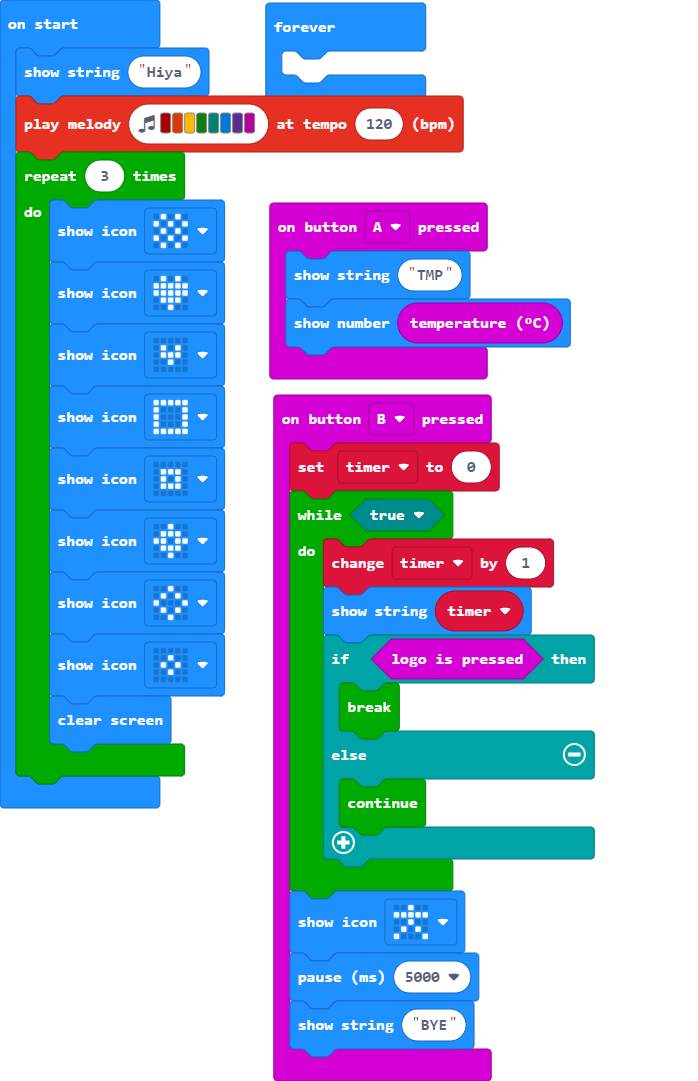 on start
show string "Hiya"
play melody at tempo 120 (bpm)
repeat 3 times
do
show icon
show icon
show icon
show icon
show icon
show icon
show icon
show icon
clear screen
forever
on button A pressed
show string "TMP"
show number temperature (ºC)
on button B pressed
set timer to 0
while true
do
change timer by 1
show string timer
if logo is pressed then
break
else
continue
show icon
pause (ms) 5000
show string "BYE"